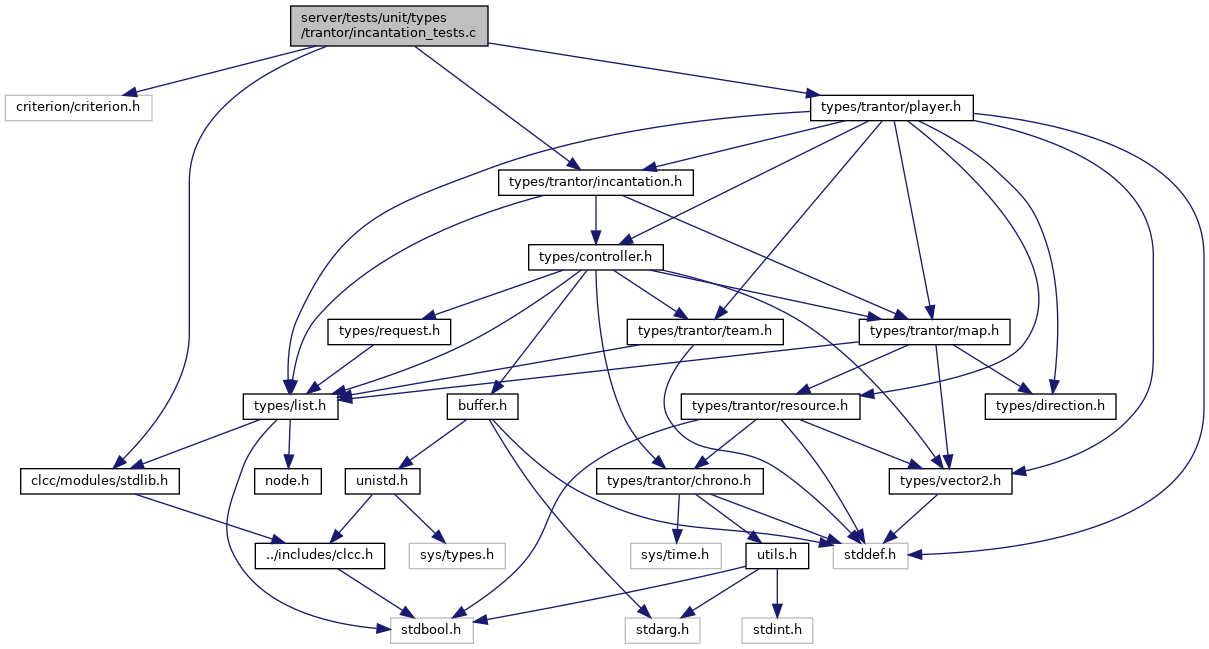 server/tests/unit/types
/trantor/incantation_tests.c
criterion/criterion.h
types/trantor/player.h
types/trantor/incantation.h
types/controller.h
types/request.h
types/trantor/team.h
types/trantor/map.h
types/list.h
buffer.h
types/trantor/resource.h
types/direction.h
clcc/modules/stdlib.h
node.h
unistd.h
types/trantor/chrono.h
types/vector2.h
../includes/clcc.h
sys/types.h
sys/time.h
utils.h
stddef.h
stdbool.h
stdarg.h
stdint.h